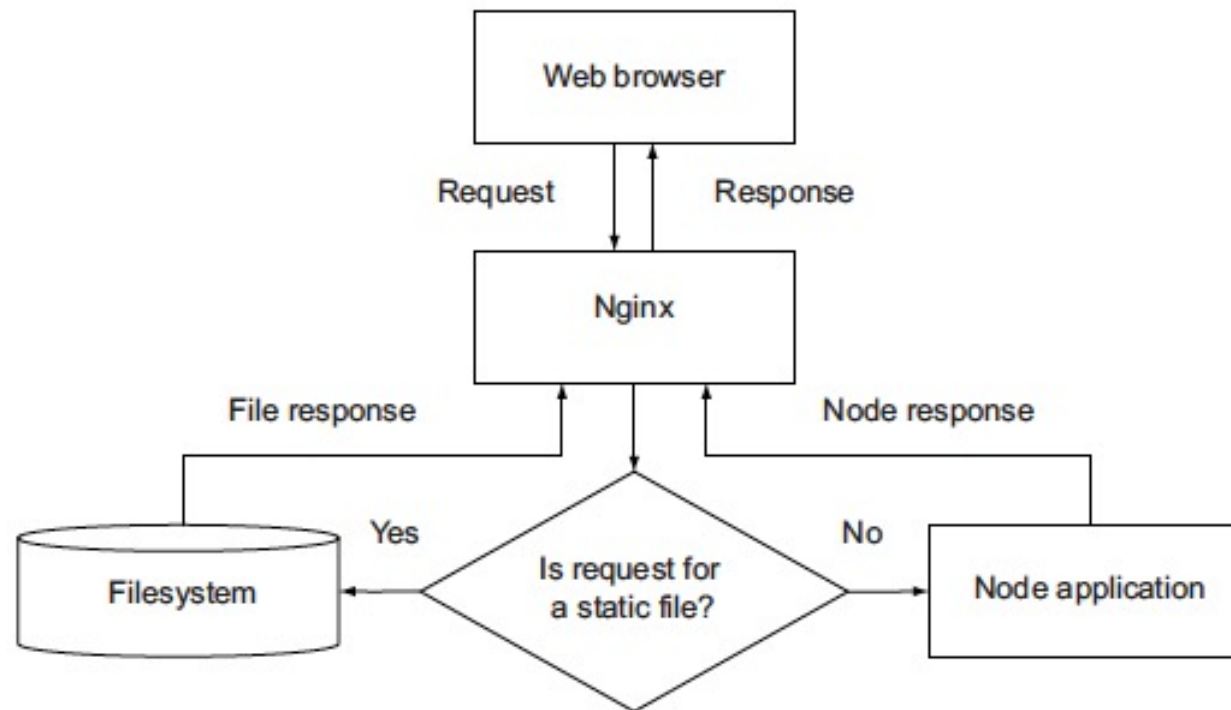 Web browser
Request
Response
Nginx
File response
Node response
Yes
No
Filesystem
Is request for
a static file?
Node application